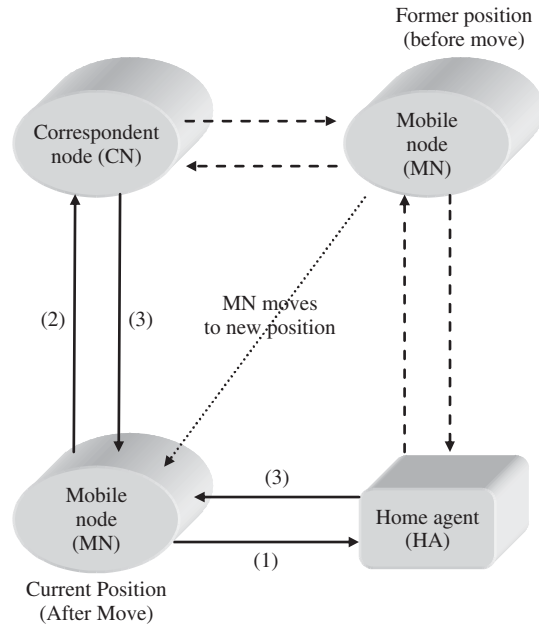 Former position
(before move)
Correspondent
node (CN)
Mobile
node
(MN)
MN moves
to new position
(2)
(3)
(3)
Mobile
node
(MN)
Home agent
(HA)
(1)
Current Position
(After Move)